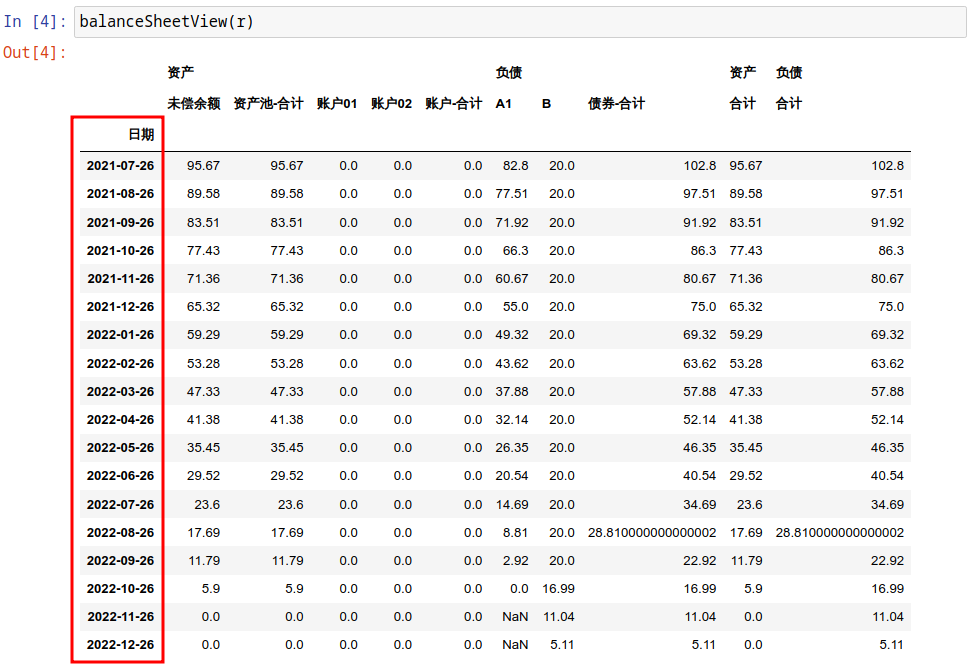 In [4]: balanceSheetView(r)
Out[4]:
资产 负债 资产 负债
未偿余额 资产池-合计 账户01 账户02 账户-合计 A1 B 债券-合计 合计 合计
日期
2021-07-26 95.67 95.67 0.0 0.0 0.0 82.8 20.0 102.8 95.67 102.8
2021-08-26 89.58 89.58 0.0 0.0 0.0 77.51 20.0 97.51 89.58 97.51
2021-09-26 83.51 83.51 0.0 0.0 0.0 71.92 20.0 91.92 83.51 91.92
2021-10-26 77.43 77.43 0.0 0.0 0.0 66.3 20.0 86.3 77.43 86.3
2021-11-26 71.36 71.36 0.0 0.0 0.0 60.67 20.0 80.67 71.36 80.67
2021-12-26 65.32 65.32 0.0 0.0 0.0 55.0 20.0 75.0 65.32 75.0
2022-01-26 59.29 59.29 0.0 0.0 0.0 49.32 20.0 69.32 59.29 69.32
2022-02-26 53.28 53.28 0.0 0.0 0.0 43.62 20.0 63.62 53.28 63.62
2022-03-26 47.33 47.33 0.0 0.0 0.0 37.88 20.0 57.88 47.33 57.88
2022-04-26 41.38 41.38 0.0 0.0 0.0 32.14 20.0 52.14 41.38 52.14
2022-05-26 35.45 35.45 0.0 0.0 0.0 26.35 20.0 46.35 35.45 46.35
2022-06-26 29.52 29.52 0.0 0.0 0.0 20.54 20.0 40.54 29.52 40.54
2022-07-26 23.6 23.6 0.0 0.0 0.0 14.69 20.0 34.69 23.6 34.69
2022-08-26 17.69 17.69 0.0 0.0 0.0 8.81 20.0 28.810000000000002 17.69 28.810000000000002
2022-09-26 11.79 11.79 0.0 0.0 0.0 2.92 20.0 22.92 11.79 22.92
2022-10-26 5.9 5.9 0.0 0.0 0.0 0.0 16.99 16.99 5.9 16.99
2022-11-26 0.0 0.0 0.0 0.0 0.0 NaN 11.04 11.04 0.0 11.04
2022-12-26 0.0 0.0 0.0 0.0 0.0 NaN 5.11 5.11 0.0 5.11